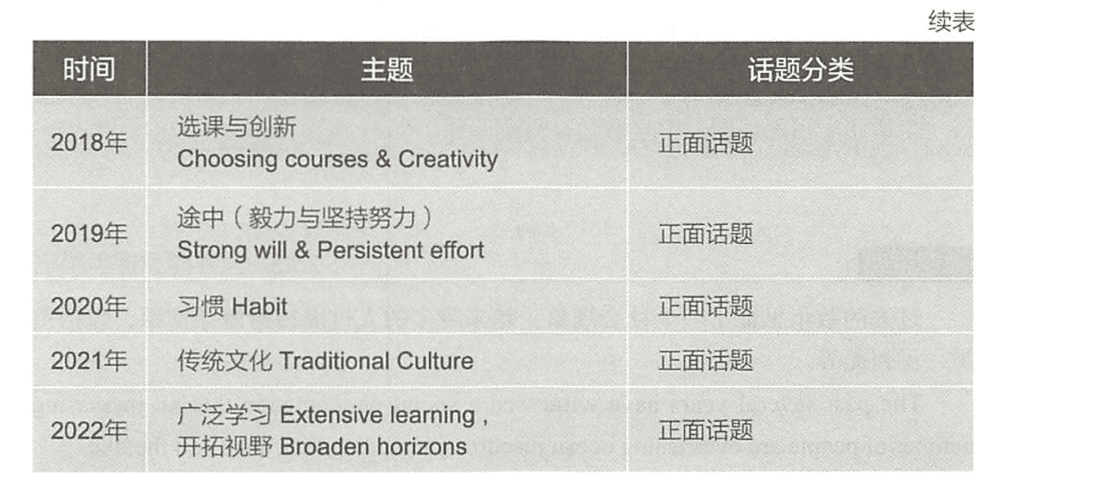 续表
时间 主题 话题分类
2018年 选课与创新 正面话题
Choosing courses & Creativity
2019年 途中（毅力与坚持努力） 正面话题
Strong will & Persistent effort
2020年 习惯 Habit 正面话题
2021年 传统文化 Traditional Culture 正面话题
2022年 广泛学习 Extensive learning , 正面话题
开拓视野 Broaden horizons